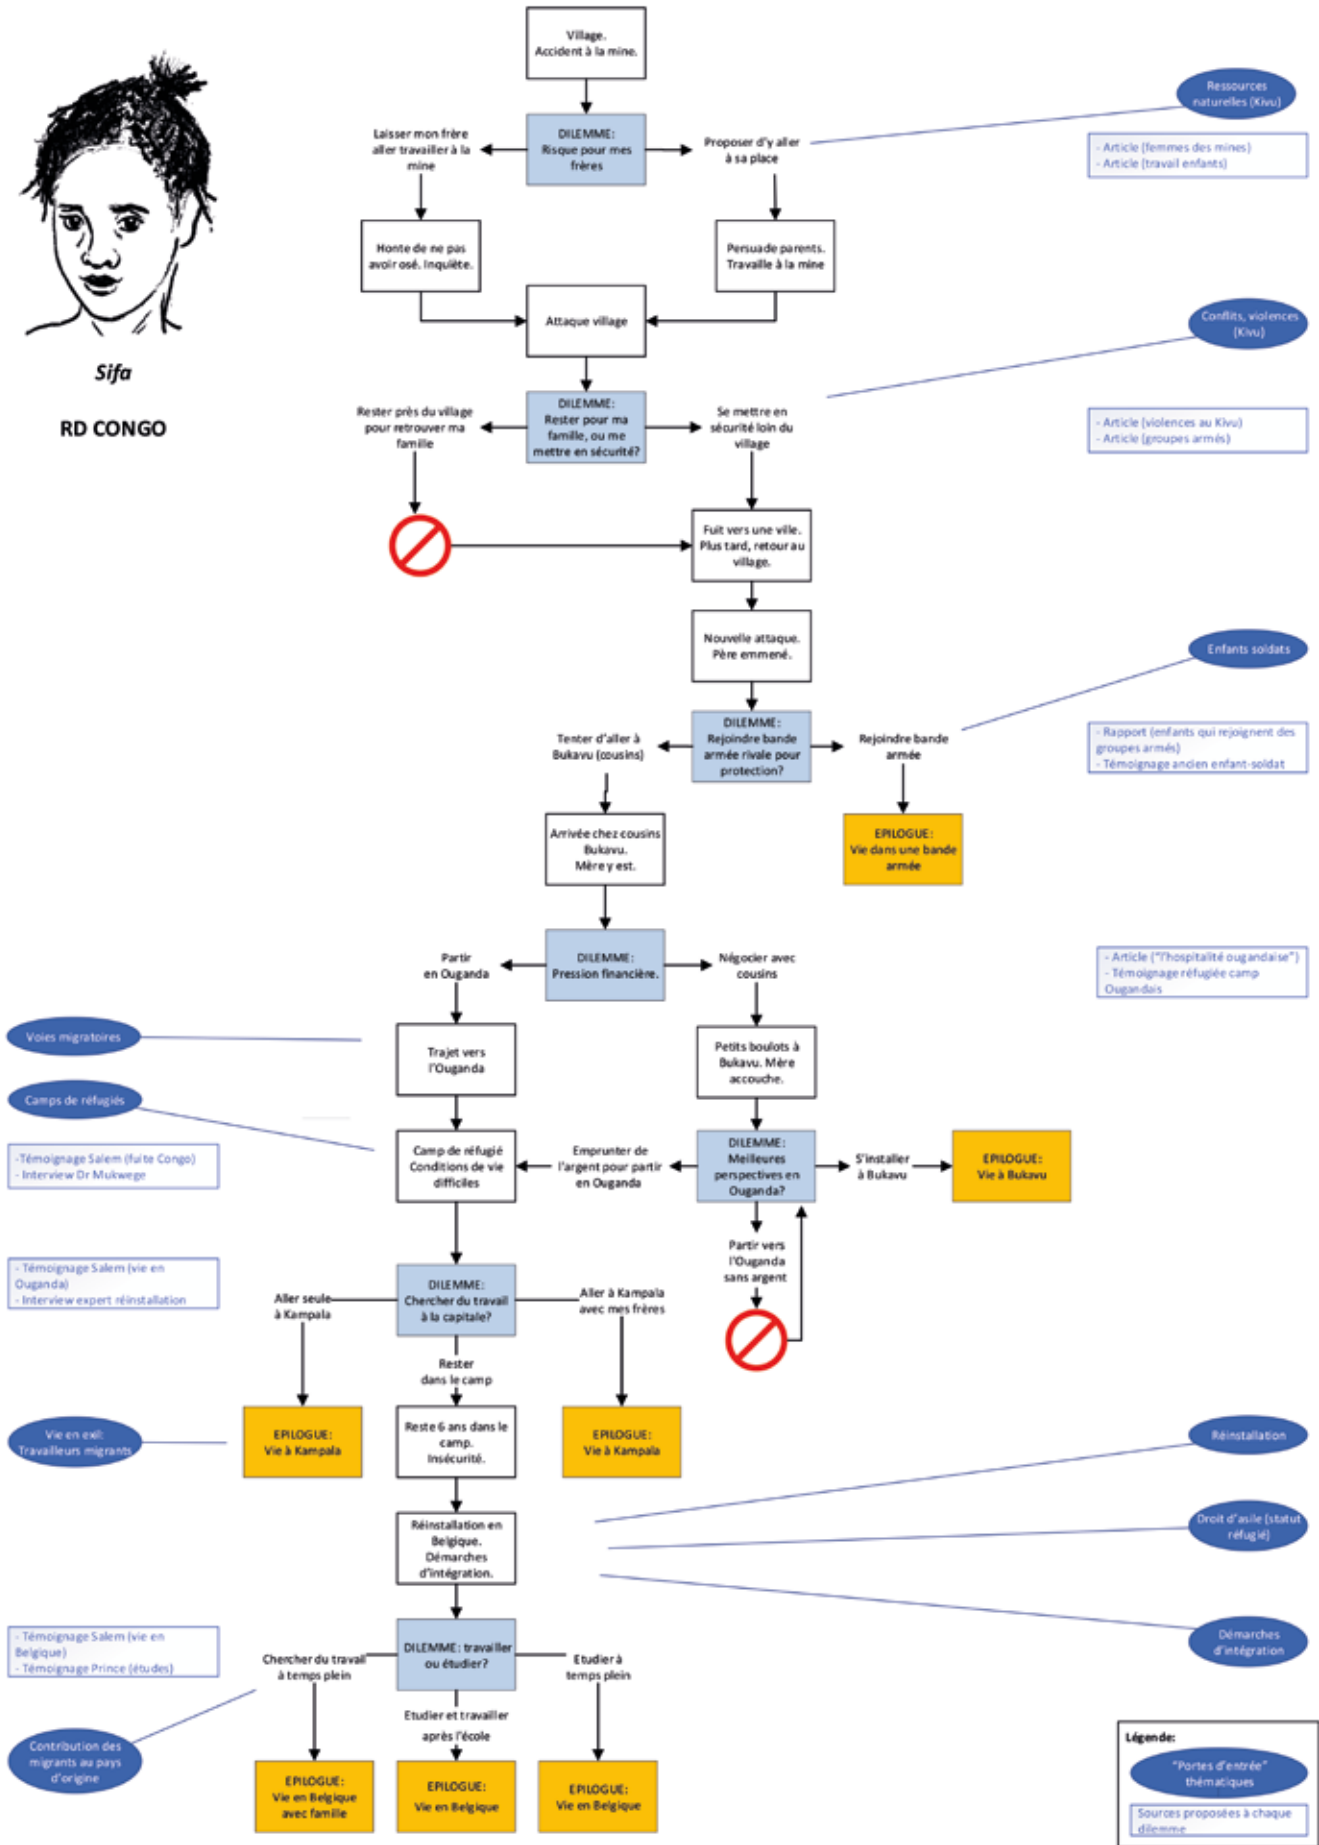 Village.
Accident à la mine.
Ressources
naturelles (Kivu)
Laisser mon frère
aller travailler à la
mine
DILEMME:
Risque pour mes
frères
Proposer d'y aller
à sa place
- Article (femmes des mines)
- Article (travail enfants)
Honte de ne pas
avoir osé. Inquiète.
Persuade parents.
Travaille à la mine
Attaque village
Conflits, violences
(Kivu)
Sifa
RD CONGO
Rester près du village
pour retrouver ma
famille
DILEMME:
Rester pour ma
famille, ou me
mettre en sécurité?
Se mettre en
sécurité loin du
village
- Article (violences au Kivu)
- Article (groupes armés)
Fuit vers une ville.
Plus tard, retour au
village.
Nouvelle attaque.
Père emmené.
Enfants soldats
Tenter d'aller à
Bukavu (cousins)
DILEMME:
Rejoindre bande
armée rivale pour
protection?
Rejoindre bande
armée
- Rapport (enfants qui rejoignent des
groupes armés)
- Témoignage ancien enfant-soldat
Arrivée chez cousins
Bukavu.
Mère y est.
EPILOGUE:
Vie dans une bande
armée
Partir
en Ouganda
DILEMME:
Pression financière.
Négocier avec
cousins
- Article ("l'hospitalité ougandaise")
- Témoignage réfugiée camp
Ougandais
Voies migratoires
Trajet vers
l'Ouganda
Petits boulots à
Bukavu. Mère
accouche.
Camps de réfugiés
-Témoignage Salem (fuite Congo)
- Interview Dr Mukwege
Camp de réfugié
Conditions de vie
difficiles
Emprunter de
l'argent pour partir
en Ouganda
DILEMME:
Meilleures
perspectives en
Ouganda?
S'installer
à Bukavu
EPILOGUE:
Vie à Bukavu
Partir vers
l'Ouganda
sans argent
- Témoignage Salem (vie en
Ouganda)
- Interview expert réinstallation
Aller seule
à Kampala
DILEMME:
Chercher du travail
à la capitale?
Aller à Kampala
avec mes frères
Rester
dans le camp
Vie en exil:
Travailleurs migrants
EPILOGUE:
Vie à Kampala
Reste 6 ans dans le
camp.
Insécurité.
EPILOGUE:
Vie à Kampala
Réinstallation
Réinstallation en
Belgique.
Démarches
d'intégration.
Droit d'asile (statut
réfugié)
- Témoignage Salem (vie en
Belgique)
- Témoignage Prince (études)
Chercher du travail
à temps plein
DILEMME: travailler
ou étudier?
Etudier à
temps plein
Démarches
d'intégration
Etudier et travailler
après l'école
Contribution des
migrants au pays
d'origine
EPILOGUE:
Vie en Belgique
avec famille
EPILOGUE:
Vie en Belgique
EPILOGUE:
Vie en Belgique
Légende:
"Portes d'entrée"
thématiques
Sources proposées à chaque
dilemme